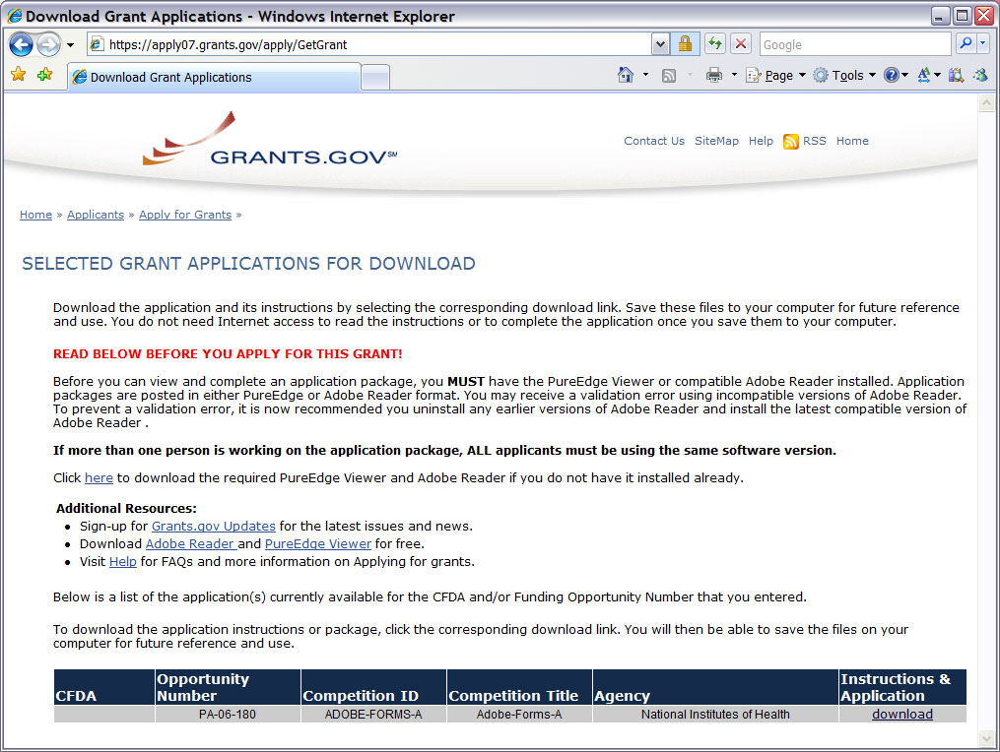 Download Grant Applications - Windows Internet Explorer
https://apply07.grants.gov/apply/GetGrant
Google
Download Grant Applications
Page
Tools
GRANTS.GOV SM
Contact Us SiteMap Help RSS Home
Home » Applicants » Apply for Grants »
SELECTED GRANT APPLICATIONS FOR DOWNLOAD
Download the application and its instructions by selecting the corresponding download link. Save these files to your computer for future reference
and use. You do not need Internet access to read the instructions or to complete the application once you save them to your computer.
READ BELOW BEFORE YOU APPLY FOR THIS GRANT!
Before you can view and complete an application package, you MUST have the PureEdge Viewer or compatible Adobe Reader installed. Application
packages are posted in either PureEdge or Adobe Reader format. You may receive a validation error using incompatible versions of Adobe Reader.
To prevent a validation error, it is now recommended you uninstall any earlier versions of Adobe Reader and install the latest compatible version of
Adobe Reader .
If more than one person is working on the application package, ALL applicants must be using the same software version.
Click here to download the required PureEdge Viewer and Adobe Reader if you do not have it installed already.
Additional Resources:
• Sign-up for Grants.gov Updates for the latest issues and news.
• Download Adobe Reader and PureEdge Viewer for free.
• Visit Help for FAQs and more information on Applying for grants.
Below is a list of the application(s) currently available for the CFDA and/or Funding Opportunity Number that you entered.
To download the application instructions or package, click the corresponding download link. You will then be able to save the files on your
computer for future reference and use.
CFDA Opportunity Number Competition ID Competition Title Agency Instructions & Application
PA-06-180 ADOBE-FORMS-A Adobe-Forms-A National Institutes of Health download